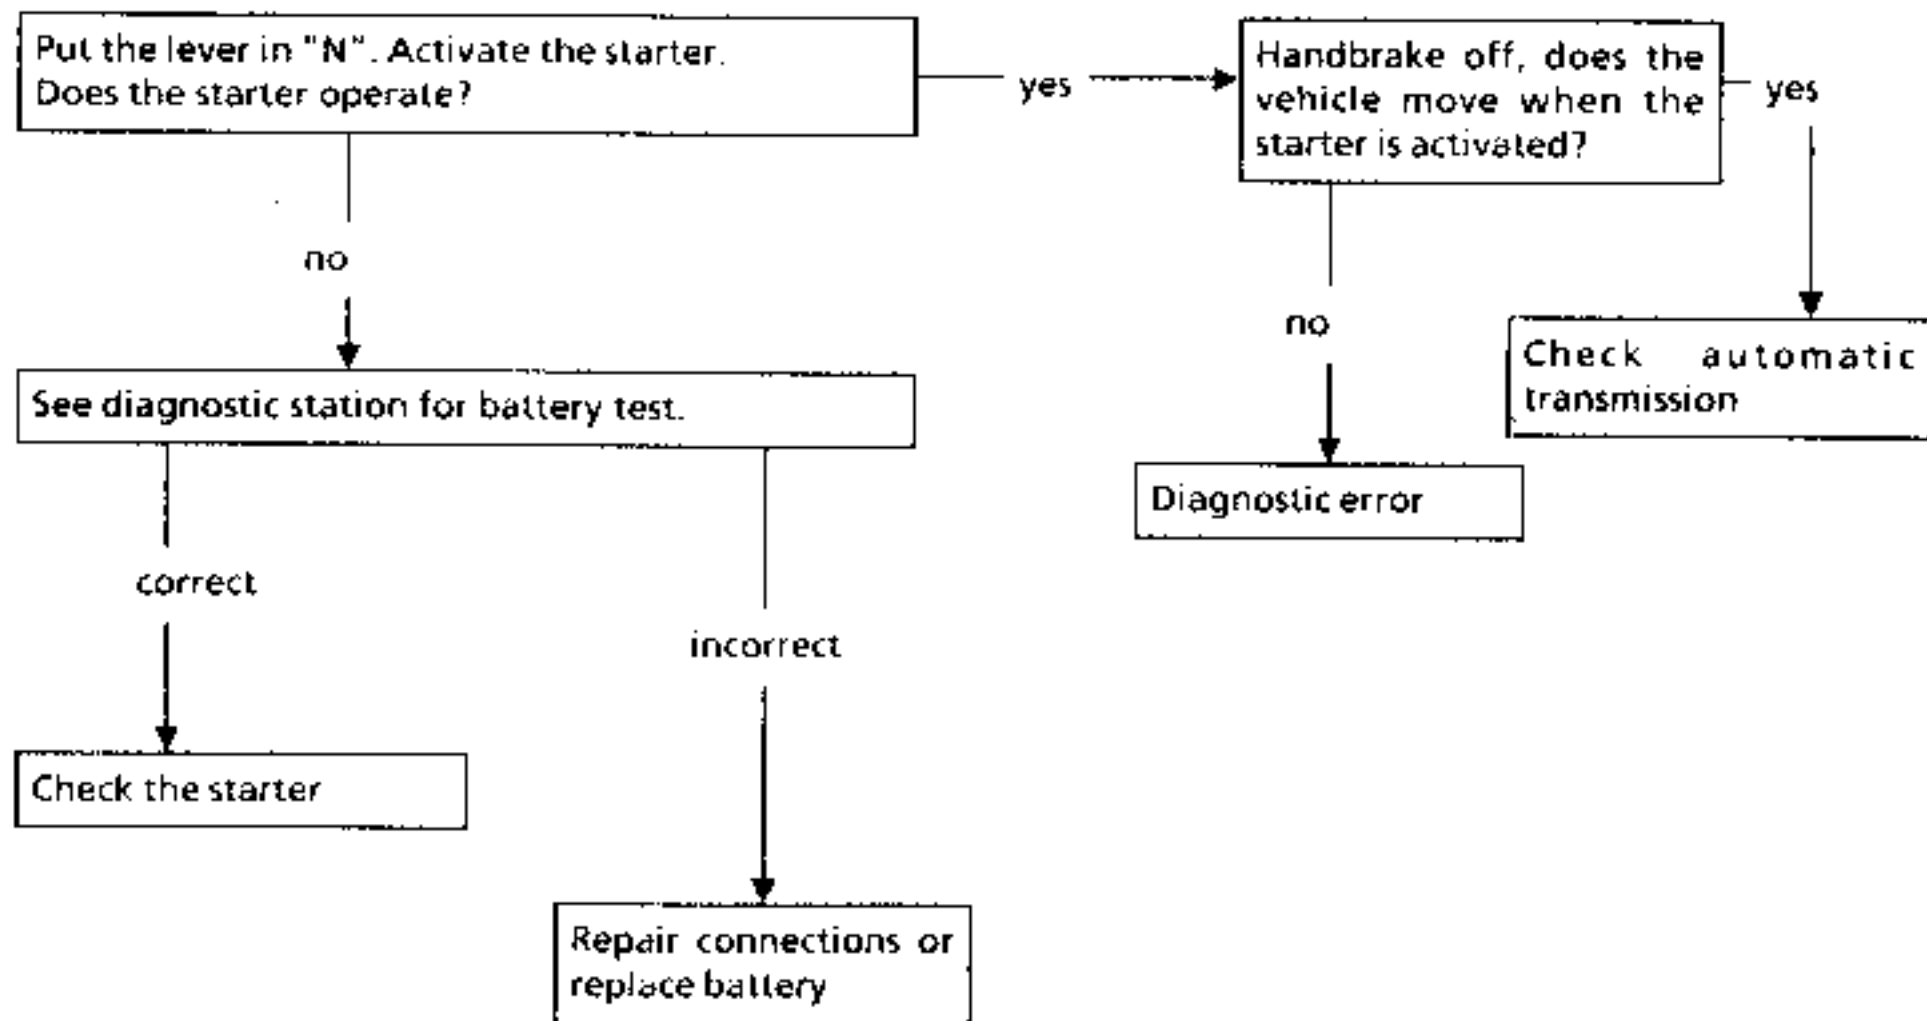 Put the lever in "N". Activate the starter.
Does the starter operate?
yes
Handbrake off, does the
vehicle move when the
starter is activated?
yes
no
no
Check automatic
transmission
See diagnostic station for battery test.
Diagnostic error
correct
incorrect
Check the starter
Repair connections or
replace battery